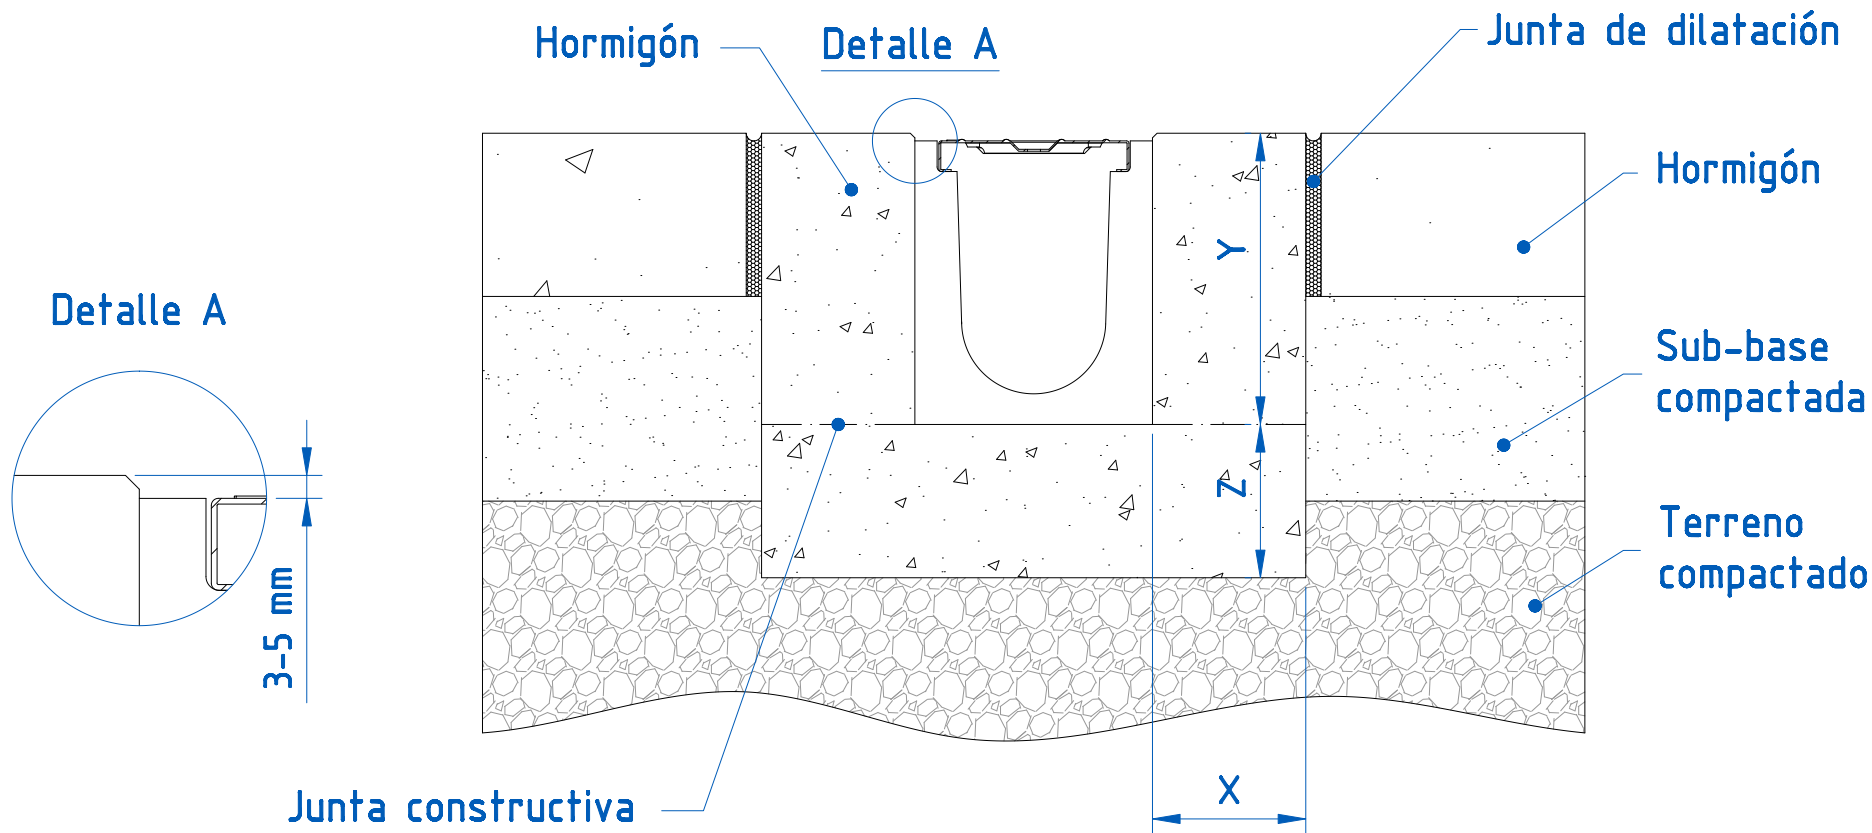 Hormigón
Detalle A
Junta de dilatación
Hormigón
Detalle A
Y
Sub-base
compactada
Z
Terreno
compactado
3-5 mm
X
Junta constructiva